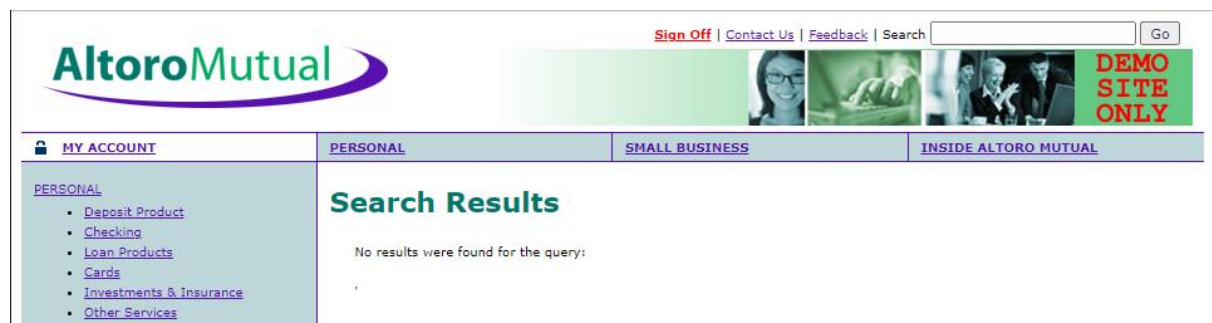 Sign Off | Contact Us | Feedback | Search Go
AltoroMutual
DEMO
SITE
ONLY
MY ACCOUNT PERSONAL SMALL BUSINESS INSIDE ALTORO MUTUAL
PERSONAL
Deposit Product
Checking
Loan Products
Cards
Investments & Insurance
Other Services
Search Results
No results were found for the query:
,